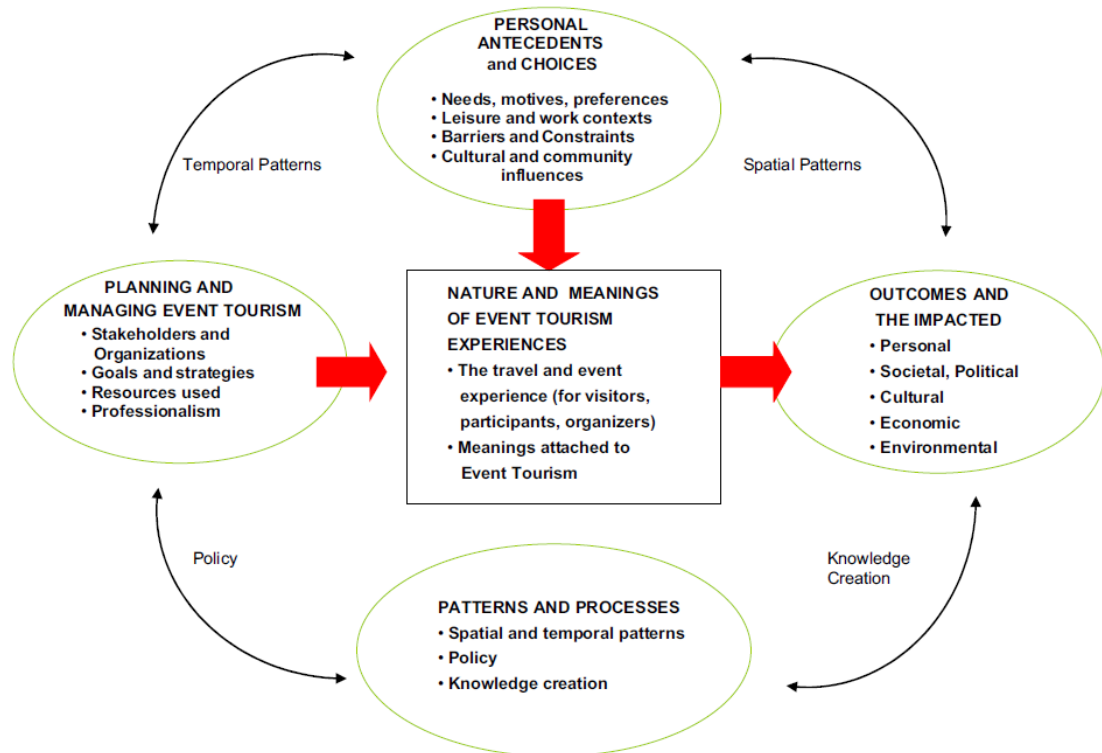 PERSONAL
ANTECEDENTS
and CHOICES
• Needs, motives, preferences
• Leisure and work contexts
• Barriers and Constraints
• Cultural and community
influences
Temporal Patterns
Spatial Patterns
PLANNING AND
MANAGING EVENT TOURISM
• Stakeholders and
Organizations
• Goals and strategies
• Resources used
• Professionalism
NATURE AND MEANINGS
OF EVENT TOURISM
EXPERIENCES
• The travel and event
experience (for visitors,
participants, organizers)
• Meanings attached to
Event Tourism
OUTCOMES AND
THE IMPACTED
• Personal
• Societal, Political
• Cultural
• Economic
• Environmental
Policy
Knowledge
Creation
PATTERNS AND PROCESSES
• Spatial and temporal patterns
• Policy
• Knowledge creation